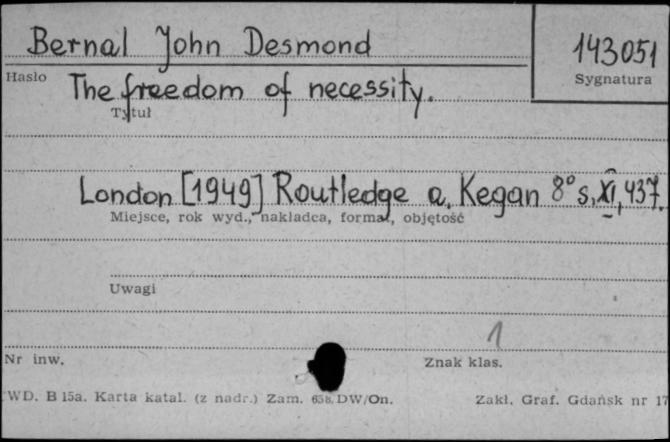 Bernal John Desmond
143051
Hasło
Sygnatura
The freedom of necessity.
Tytuł
London [1949] Routledge a. Kegan 8° s. XI, 437.
Miejsce, rok wyd., nakładca, format, objętość
Uwagi
1
Nr inw.
Znak klas.
WD. B 15a. Karta katal. (z nadr.) Zam. 658. DW/On.
Zakł. Graf. Gdańsk nr 17